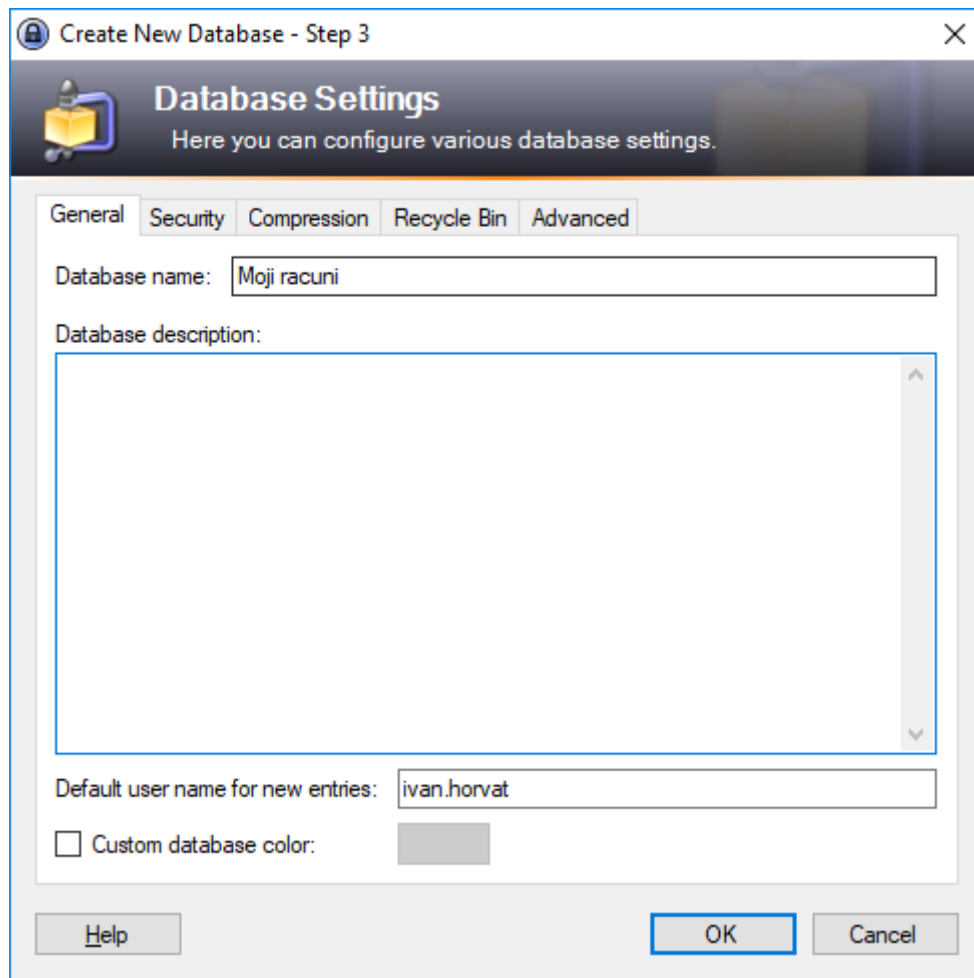 Create New Database - Step 3
Database Settings
Here you can configure various database settings.
General Security Compression Recycle Bin Advanced
Database name: Moji racuni
Database description:
Default user name for new entries: ivan.horvat
Custom database color:
Help OK Cancel